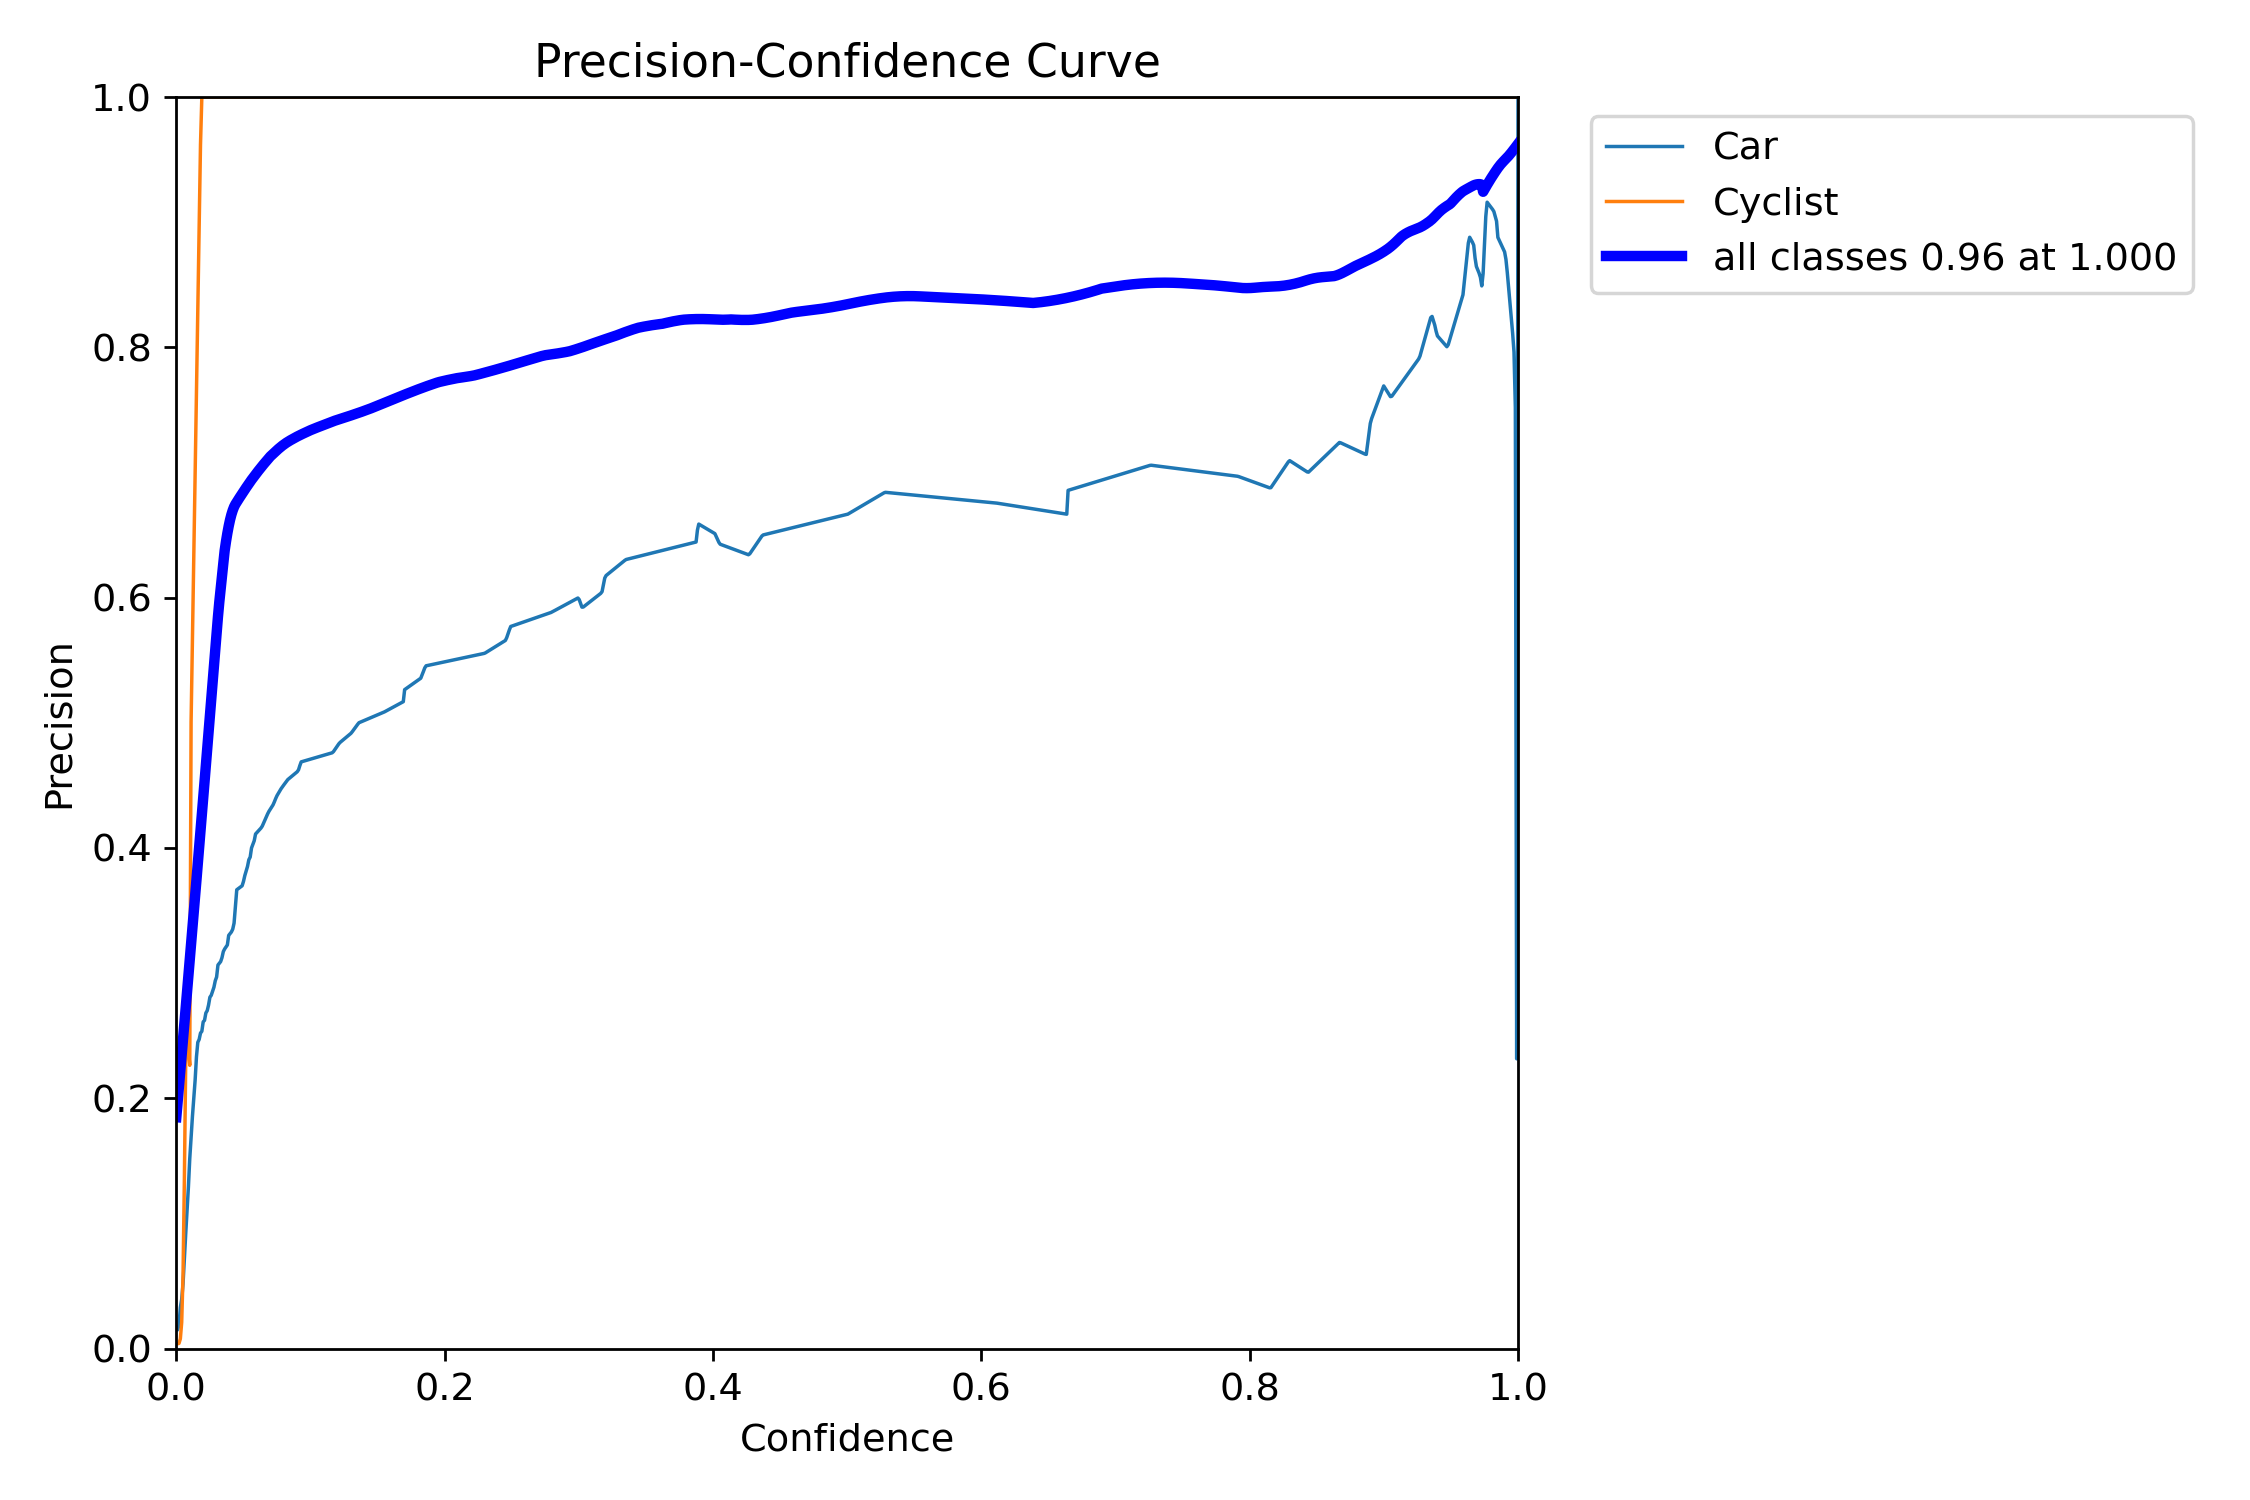 Precision-Confidence Curve
1.0
0.8
0.6
0.4
0.2
0.0
Precision
0.0 0.2 0.4 0.6 0.8 1.0
Confidence
Car
Cyclist
all classes 0.96 at 1.000